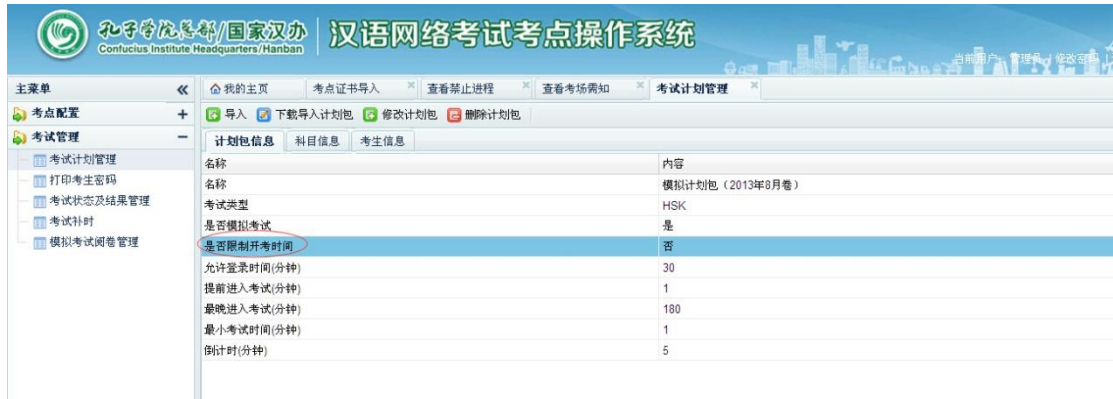 孔子学院总部/国家汉办
Confucius Institute Headquarters/Hanban
汉语网络考试考点操作系统
当前用户：管理员 / 修改密码
主菜单
我的主页 考点证书导入 查看禁止进程 查看考场需知 考试计划管理
考点配置
导入 下载导入计划包 修改计划包 删除计划包
考试管理
计划包信息 科目信息 考生信息
考试计划管理
打印考生密码
考试状态及结果管理
考试补时
模拟考试阅卷管理
名称 内容
名称 模拟计划包（2013年8月卷）
考试类型 HSK
是否模拟考试 是
是否限制开考时间 否
允许登录时间(分钟) 30
提前进入考试(分钟) 1
最晚进入考试(分钟) 180
最小考试时间(分钟) 1
倒计时(分钟) 5